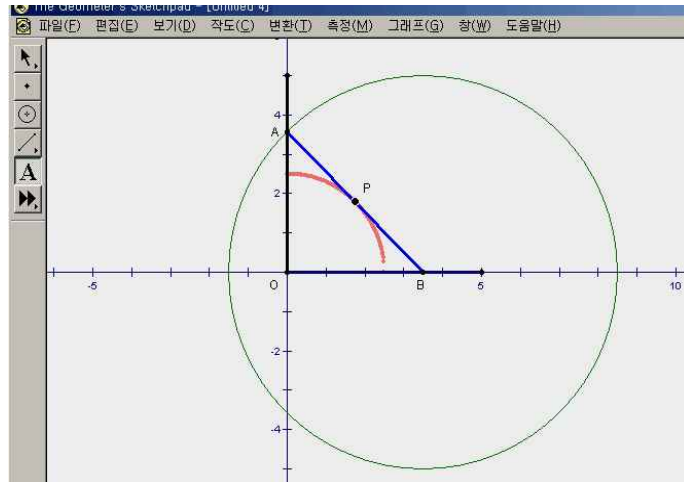 The Geometer's Sketchpad - [Untitled 4]
파일(F) 편집(E) 보기(D) 작도(C) 변환(T) 측정(M) 그래프(G) 창(W) 도움말(H)
A
4
A
P
2
-5
O
B
5
10
-2
-4